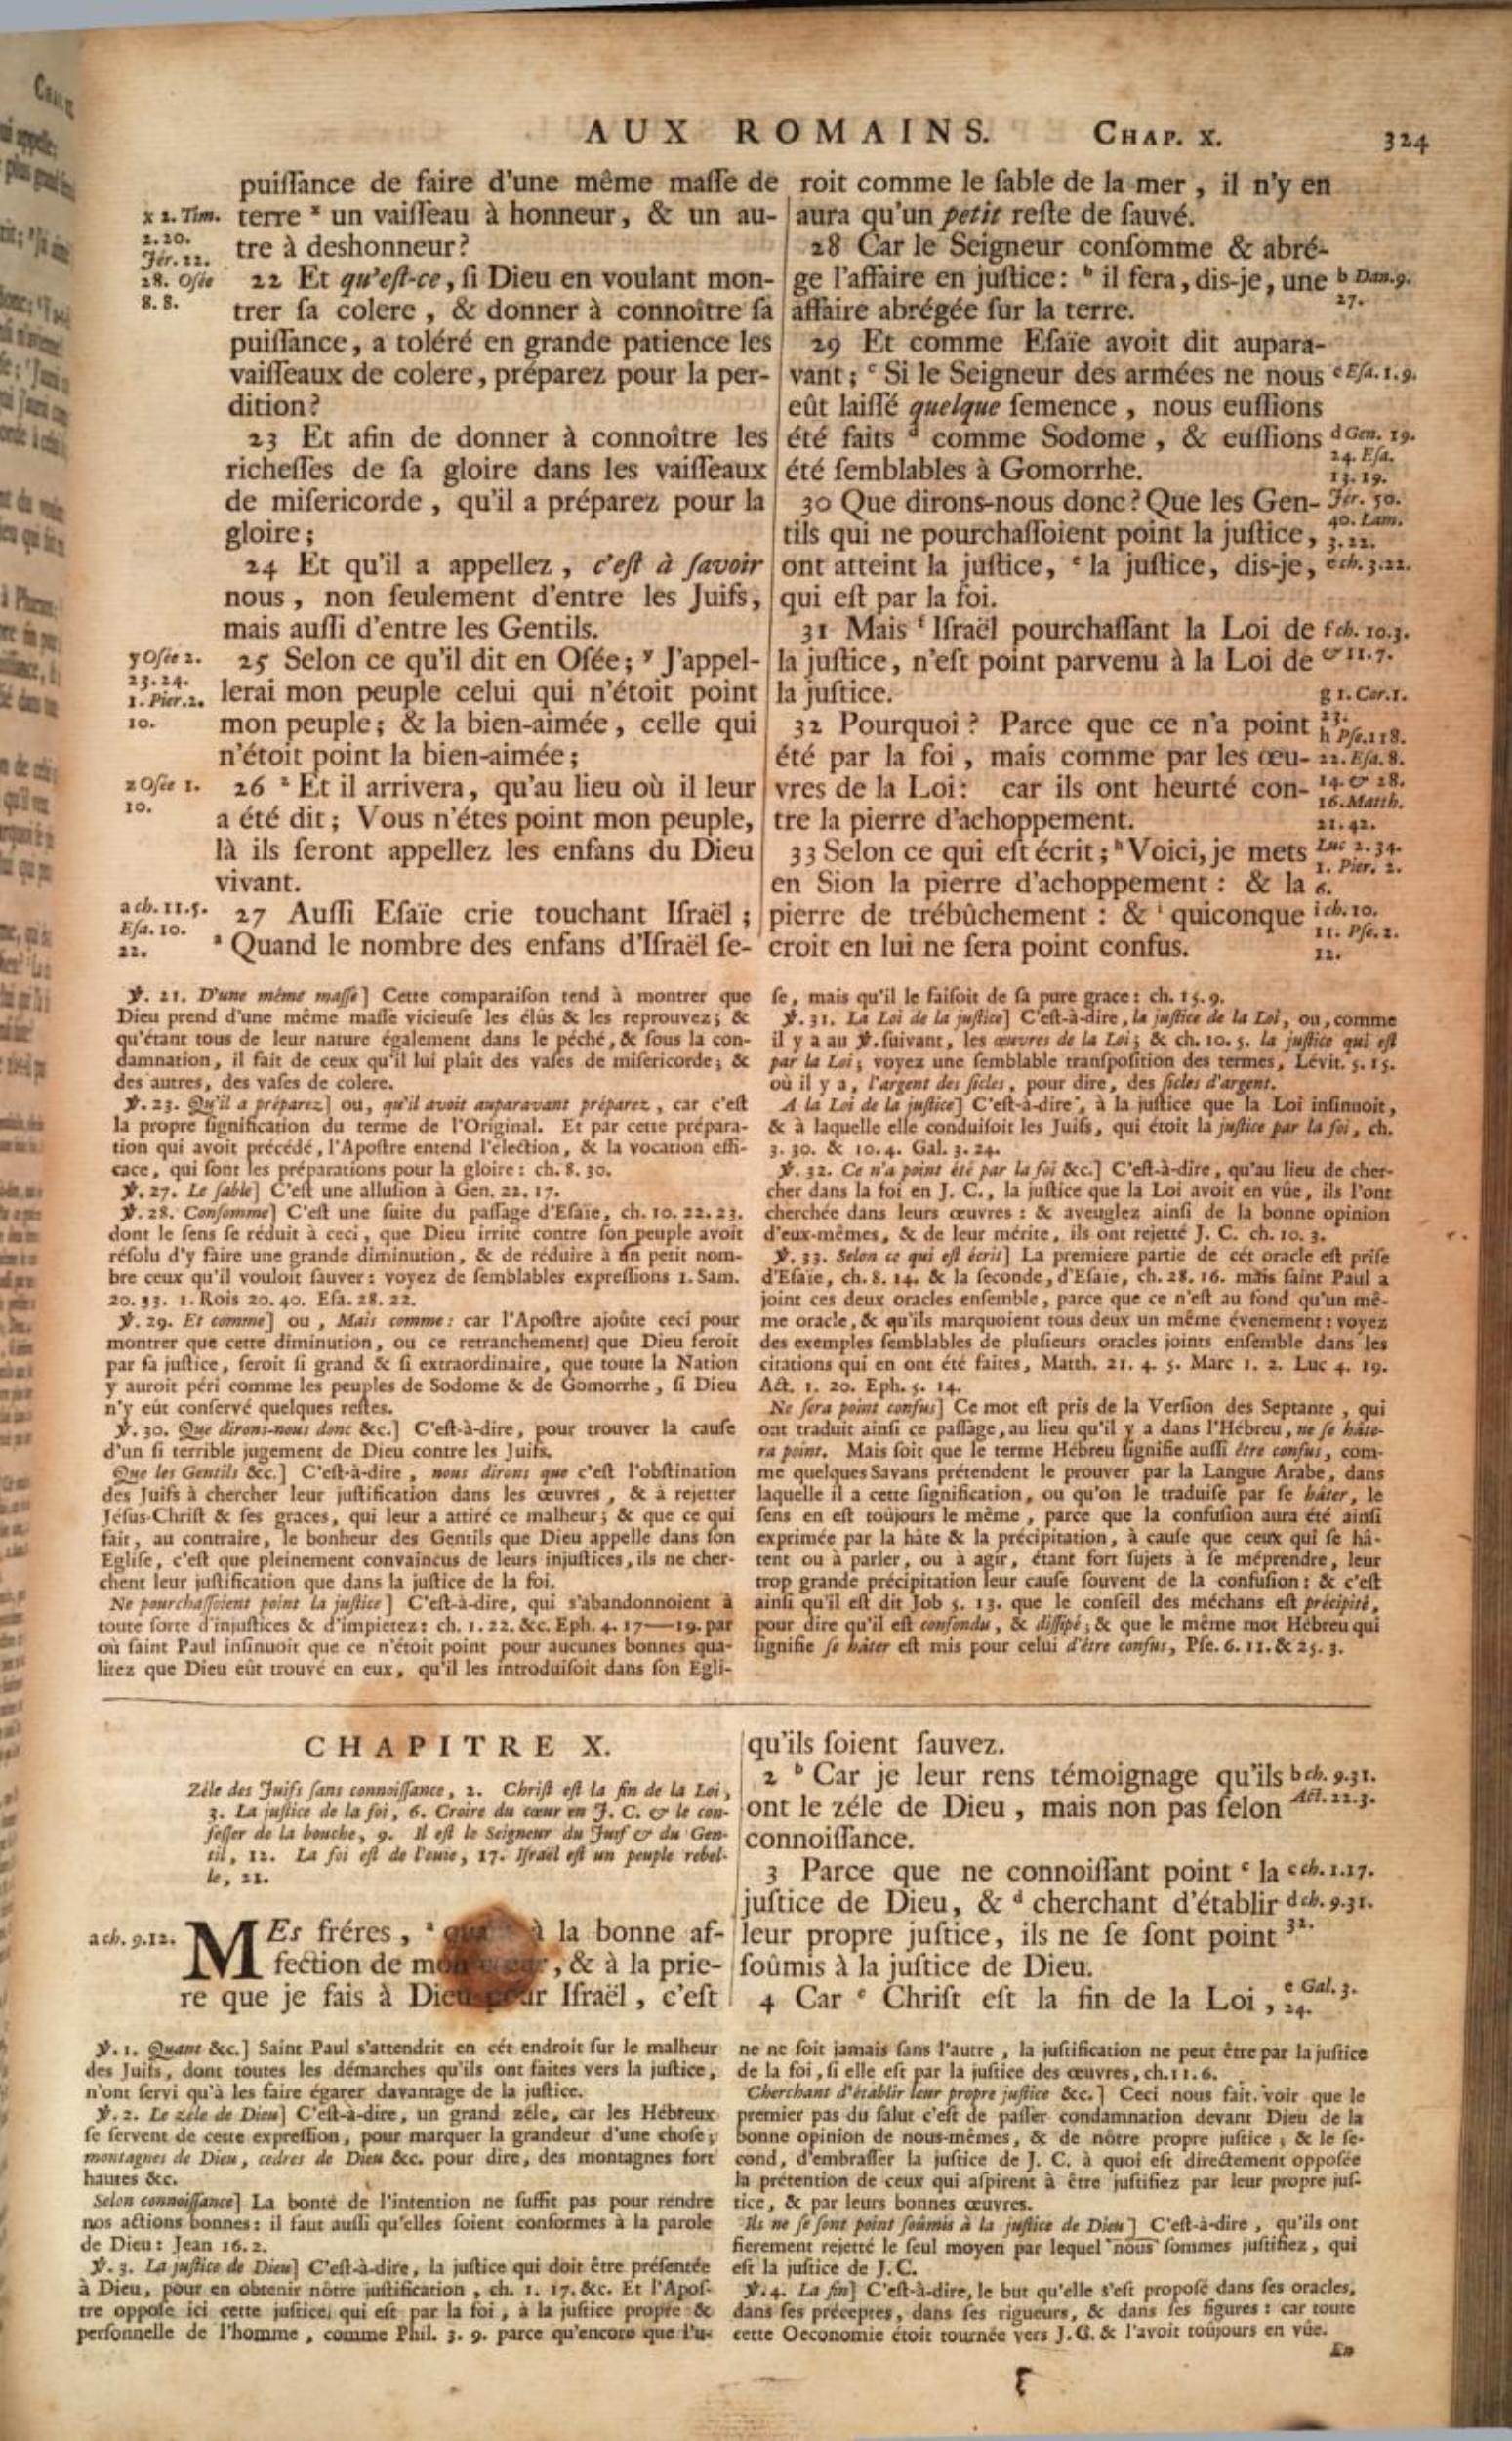 AUX ROMAINS. CHAP. X. 324
puiſſance de faire d'une même maſſe de
terre ˣ un vaiſſeau à honneur, & un au-
tre à deshonneur?
22 Et qu'eſt-ce, ſi Dieu en voulant mon-
trer ſa colere, & donner à connoître ſa
puiſſance, a toléré en grande patience les
vaiſſeaux de colere, préparez pour la per-
dition?
23 Et afin de donner à connoître les
richeſſes de ſa gloire dans les vaiſſeaux
de miſericorde, qu'il a préparez pour la
gloire;
24 Et qu'il a appellez, c'eſt à ſavoir
nous, non ſeulement d'entre les Juifs,
mais auſſi d'entre les Gentils.
25 Selon ce qu'il dit en Oſée; ʸ J'appel-
lerai mon peuple celui qui n'étoit point
mon peuple; & la bien-aimée, celle qui
n'étoit point la bien-aimée;
26 ᶻ Et il arrivera, qu'au lieu où il leur
a été dit; Vous n'étes point mon peuple,
là ils ſeront appellez les enfans du Dieu
vivant.
27 Auſſi Eſaïe crie touchant Iſraël;
ᵃ Quand le nombre des enfans d'Iſraël ſe-
x 2. Tim.
2. 20.
Jér. 22.
28. Oſée
8. 8.
y Oſée 2.
23. 24.
1. Pier. 2.
10.
z Oſée 1.
10.
a ch. 11. 5.
Eſa. 10.
22.
roit comme le ſable de la mer, il n'y en
aura qu'un petit reſte de ſauvé.
28 Car le Seigneur conſomme & abré-
ge l'affaire en juſtice: ᵇ il fera, dis-je, une
affaire abrégée ſur la terre.
29 Et comme Eſaïe avoit dit aupara-
vant; ᶜ Si le Seigneur des armées ne nous
eût laiſſé quelque ſemence, nous euſſions
été faits ᵈ comme Sodome, & euſſions
été ſemblables à Gomorrhe.
30 Que dirons-nous donc? Que les Gen-
tils qui ne pourchaſſoient point la juſtice,
ont atteint la juſtice, ᵉ la juſtice, dis-je,
qui eſt par la foi.
31 Mais ᶠ Iſraël pourchaſſant la Loi de
la juſtice, n'eſt point parvenu à la Loi de
la juſtice.
32 Pourquoi? Parce que ce n'a point
été par la foi, mais comme par les œu-
vres de la Loi: car ils ont heurté con-
tre la pierre d'achoppement.
33 Selon ce qui eſt écrit; ʰ Voici, je mets
en Sion la pierre d'achoppement: & la
pierre de trébûchement: & ⁱ quiconque
croit en lui ne ſera point confus.
b Dan. 9.
27.
c Eſa. 1. 9.
d Gen. 19.
24. Eſa.
13. 19.
Jér. 50.
40. Lam.
3. 22.
e ch. 3. 22.
f ch. 10. 3.
& 11. 7.
g 1. Cor. 1.
23.
h Pſe. 118.
22. Eſa. 8.
14. & 28.
16. Matth.
21. 42.
Luc 2. 34.
1. Pier. 2.
6.
i ch. 10.
11. Pſe. 2.
12.
℣. 21. D'une même maſſe] Cette comparaiſon tend à montrer que
Dieu prend d'une même maſſe vicieuſe les élûs & les reprouvez; &
qu'étant tous de leur nature également dans le péché, & ſous la con-
damnation, il fait de ceux qu'il lui plaît des vaſes de miſericorde; &
des autres, des vaſes de colere.
℣. 23. Qu'il a préparez] ou, qu'il avoit auparavant préparez, car c'eſt
la propre ſignification du terme de l'Original. Et par cette prépara-
tion qui avoit précédé, l'Apoſtre entend l'élection, & la vocation effi-
cace, qui ſont les préparations pour la gloire: ch. 8. 30.
℣. 27. Le ſable] C'eſt une alluſion à Gen. 22. 17.
℣. 28. Conſomme] C'eſt une ſuite du paſſage d'Eſaïe, ch. 10. 22. 23.
dont le ſens ſe réduit à ceci, que Dieu irrité contre ſon peuple avoit
réſolu d'y faire une grande diminution, & de réduire à un petit nom-
bre ceux qu'il vouloit ſauver: voyez de ſemblables expreſſions 1. Sam.
20. 33. 1. Rois 20. 40. Eſa. 28. 22.
℣. 29. Et comme] ou, Mais comme: car l'Apoſtre ajoûte ceci pour
montrer que cette diminution, ou ce retranchement que Dieu feroit
par ſa juſtice, ſeroit ſi grand & ſi extraordinaire, que toute la Nation
y auroit péri comme les peuples de Sodome & de Gomorrhe, ſi Dieu
n'y eût conſervé quelques reſtes.
℣. 30. Que dirons-nous donc &c.] C'eſt-à-dire, pour trouver la cauſe
d'un ſi terrible jugement de Dieu contre les Juifs.
Que les Gentils &c.] C'eſt-à-dire, nous dirons que c'eſt l'obſtination
des Juifs à chercher leur juſtification dans les œuvres, & à rejetter
Jéſus-Chriſt & ſes graces, qui leur a attiré ce malheur; & que ce qui
fait, au contraire, le bonheur des Gentils que Dieu appelle dans ſon
Egliſe, c'eſt que pleinement convaincus de leurs injuſtices, ils ne cher-
chent leur juſtification que dans la juſtice de la foi.
Ne pourchaſſoient point la juſtice] C'eſt-à-dire, qui s'abandonnoient à
toute ſorte d'injuſtices & d'impietez: ch. 1. 22. &c. Eph. 4. 17—19. par
où ſaint Paul inſinuoit que ce n'étoit point pour aucunes bonnes qua-
litez que Dieu eût trouvé en eux, qu'il les introduiſoit dans ſon Egli-
ſe, mais qu'il le faiſoit de ſa pure grace: ch. 15. 9.
℣. 31. La Loi de la juſtice] C'eſt-à-dire, la juſtice de la Loi, ou, comme
il y a au ℣. ſuivant, les œuvres de la Loi; & ch. 10. 5. la juſtice qui eſt
par la Loi; voyez une ſemblable tranſpoſition des termes, Lévit. 5. 15.
où il y a, l'argent des ſicles, pour dire, des ſicles d'argent.
A la Loi de la juſtice] C'eſt-à-dire, à la juſtice que la Loi inſinuoit,
& à laquelle elle conduiſoit les Juifs, qui étoit la juſtice par la foi, ch.
3. 30. & 10. 4. Gal. 3. 24.
℣. 32. Ce n'a point été par la foi &c.] C'eſt-à-dire, qu'au lieu de cher-
cher dans la foi en J. C., la juſtice que la Loi avoit en vûe, ils l'ont
cherchée dans leurs œuvres: & aveuglez ainſi de la bonne opinion
d'eux-mêmes, & de leur mérite, ils ont rejetté J. C. ch. 10. 3.
℣. 33. Selon ce qui eſt écrit] La premiere partie de cét oracle eſt priſe
d'Eſaïe, ch. 8. 14. & la ſeconde, d'Eſaïe, ch. 28. 16. mais ſaint Paul a
joint ces deux oracles enſemble, parce que ce n'eſt au fond qu'un mê-
me oracle, & qu'ils marquoient tous deux un même évenement: voyez
des exemples ſemblables de pluſieurs oracles joints enſemble dans les
citations qui en ont été faites, Matth. 21. 4. 5. Marc 1. 2. Luc 4. 19.
Act. 1. 20. Eph. 5. 14.
Ne ſera point confus] Ce mot eſt pris de la Verſion des Septante, qui
ont traduit ainſi ce paſſage, au lieu qu'il y a dans l'Hébreu, ne ſe hâte-
ra point. Mais ſoit que le terme Hébreu ſignifie auſſi être confus, com-
me quelques Savans prétendent le prouver par la Langue Arabe, dans
laquelle il a cette ſignification, ou qu'on le traduiſe par ſe hâter, le
ſens en eſt toûjours le même, parce que la confuſion aura été ainſi
exprimée par la hâte & la précipitation, à cauſe que ceux qui ſe hâ-
tent ou à parler, ou à agir, étant fort ſujets à ſe méprendre, leur
trop grande précipitation leur cauſe ſouvent de la confuſion: & c'eſt
ainſi qu'il eſt dit Job 5. 13. que le conſeil des méchans eſt précipité,
pour dire qu'il eſt confondu, & diſſipé; & que le même mot Hébreu qui
ſignifie ſe hâter eſt mis pour celui d'être confus, Pſe. 6. 11. & 25. 3.
CHAPITRE X.
Zéle des Juifs ſans connoiſſance, 2. Chriſt eſt la fin de la Loi,
3. La juſtice de la foi, 6. Croire du cœur en J. C. & le con-
feſſer de la bouche, 9. Il eſt le Seigneur du Juif & du Gen-
til, 12. La foi eſt de l'ouïe, 17. Iſraël eſt un peuple rebel-
le, 21.
a ch. 9. 12.
MEs fréres, ᵃ quant à la bonne af-
fection de mon cœur, & à la prie-
re que je fais à Dieu pour Iſraël, c'eſt
qu'ils ſoient ſauvez.
2 ᵇ Car je leur rens témoignage qu'ils
ont le zéle de Dieu, mais non pas ſelon
connoiſſance.
3 Parce que ne connoiſſant point ᶜ la
juſtice de Dieu, & ᵈ cherchant d'établir
leur propre juſtice, ils ne ſe ſont point
ſoûmis à la juſtice de Dieu.
4 Car ᵉ Chriſt eſt la fin de la Loi,
b ch. 9. 31.
Act. 22. 3.
c ch. 1. 17.
d ch. 9. 31.
32.
e Gal. 3.
24.
℣. 1. Quant &c.] Saint Paul s'attendrit en cét endroit ſur le malheur
des Juifs, dont toutes les démarches qu'ils ont faites vers la juſtice,
n'ont ſervi qu'à les faire égarer davantage de la juſtice.
℣. 2. Le zéle de Dieu] C'eſt-à-dire, un grand zéle, car les Hébreux
ſe ſervent de cette expreſſion, pour marquer la grandeur d'une choſe;
montagnes de Dieu, cedres de Dieu &c. pour dire, des montagnes fort
hautes &c.
Selon connoiſſance] La bonté de l'intention ne ſuffit pas pour rendre
nos actions bonnes: il faut auſſi qu'elles ſoient conformes à la parole
de Dieu: Jean 16. 2.
℣. 3. La juſtice de Dieu] C'eſt-à-dire, la juſtice qui doit être préſentée
à Dieu, pour en obtenir nôtre juſtification, ch. 1. 17. &c. Et l'Apoſ-
tre oppoſe ici cette juſtice, qui eſt par la foi, à la juſtice propre &
perſonnelle de l'homme, comme Phil. 3. 9. parce qu'encore que l'u-
ne ne ſoit jamais ſans l'autre, la juſtification ne peut être par la juſtice
de la foi, ſi elle eſt par la juſtice des œuvres, ch. 11. 6.
Cherchant d'établir leur propre juſtice &c.] Ceci nous fait voir que le
premier pas du ſalut c'eſt de paſſer condamnation devant Dieu de la
bonne opinion de nous-mêmes, & de nôtre propre juſtice; & le ſe-
cond, d'embraſſer la juſtice de J. C. à quoi eſt directement oppoſée
la prétention de ceux qui aſpirent à être juſtifiez par leur propre juſ-
tice, & par leurs bonnes œuvres.
Ils ne ſe ſont point ſoûmis à la juſtice de Dieu] C'eſt-à-dire, qu'ils ont
fierement rejetté le ſeul moyen par lequel nous ſommes juſtifiez, qui
eſt la juſtice de J. C.
℣. 4. La fin] C'eſt-à-dire, le but qu'elle s'eſt propoſé dans ſes oracles,
dans ſes préceptes, dans ſes rigueurs, & dans ſes figures: car toute
cette Oeconomie étoit tournée vers J. C. & l'avoit toûjours en vûe.
En